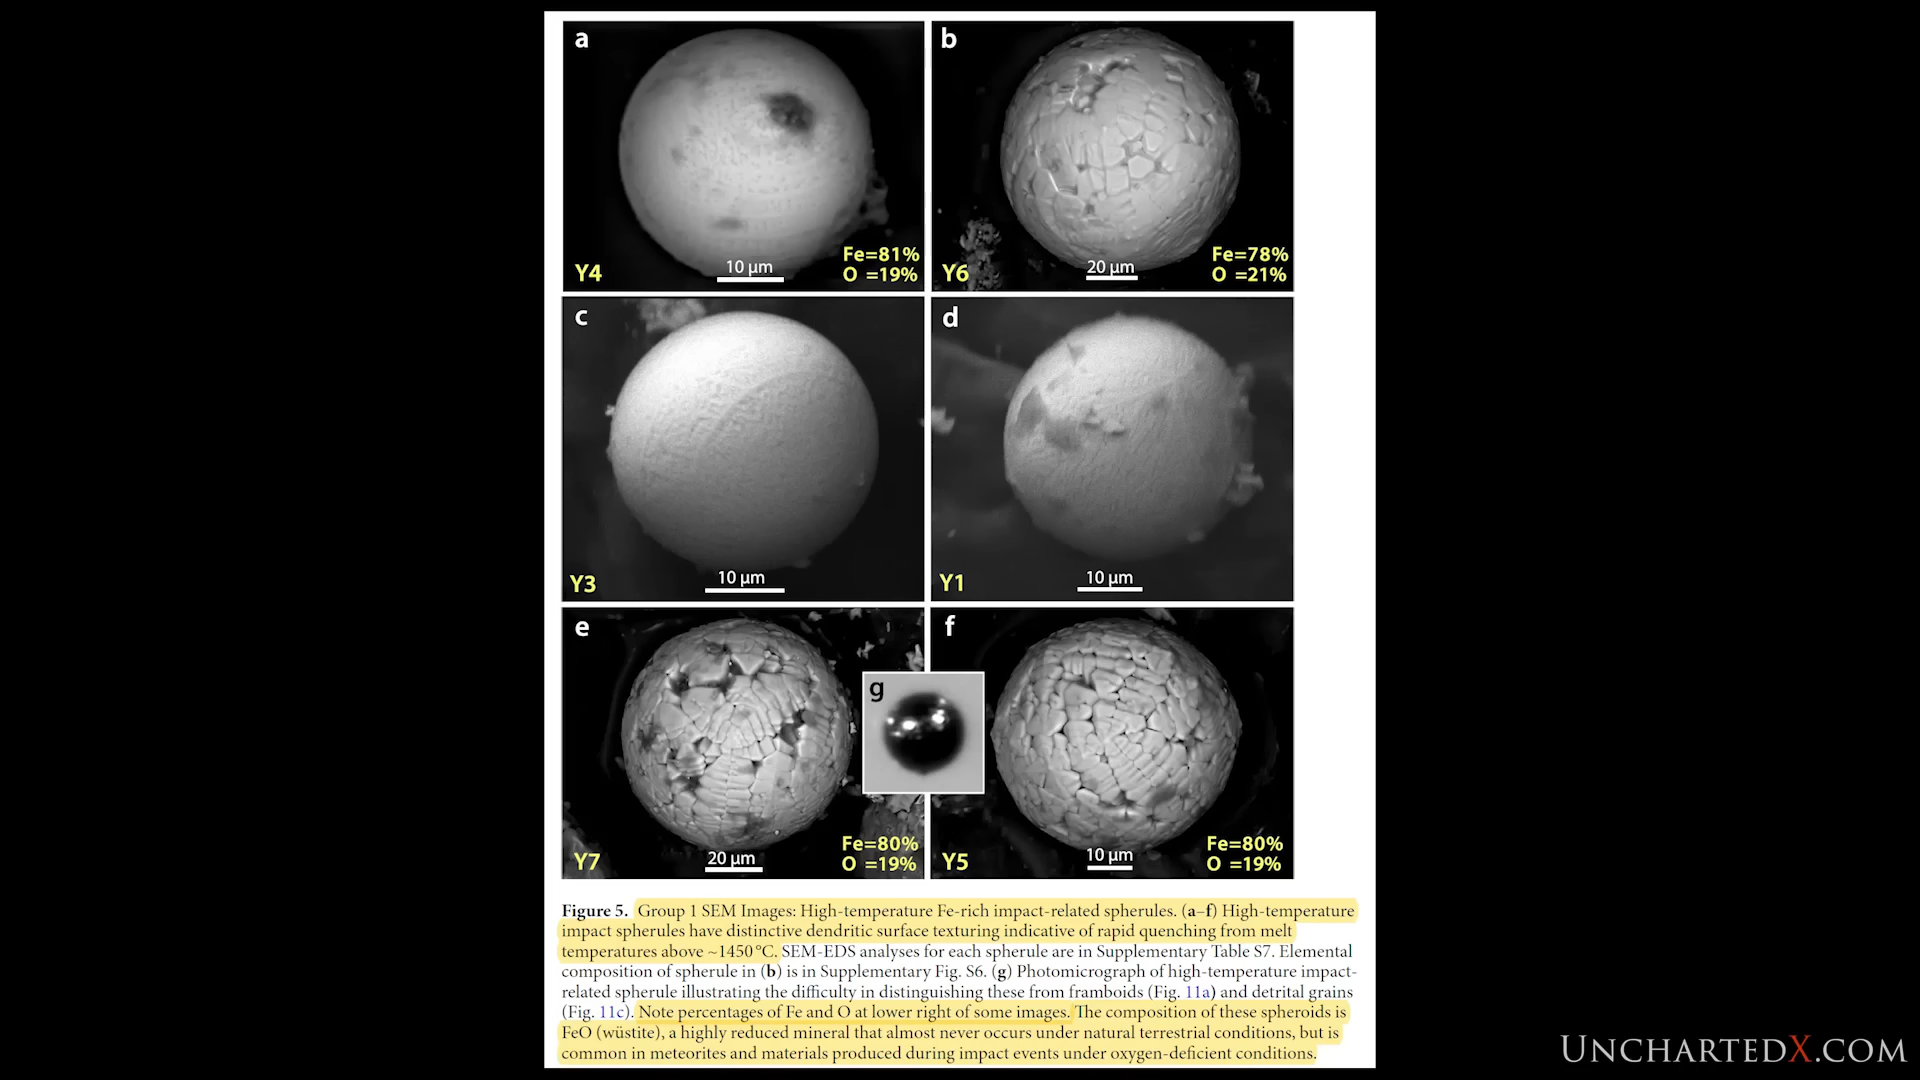 a
b
Y4
10 µm
Fe=81%
O =19%
Y6
20 µm
Fe=78%
O =21%
c
d
Y3
10 µm
Y1
10 µm
e
f
g
Y7
20 µm
Fe=80%
O =19%
Y5
10 µm
Fe=80%
O =19%
Figure 5. Group 1 SEM Images: High-temperature Fe-rich impact-related spherules. (a–f) High-temperature
impact spherules have distinctive dendritic surface texturing indicative of rapid quenching from melt
temperatures above ~1450 °C. SEM-EDS analyses for each spherule are in Supplementary Table S7. Elemental
composition of spherule in (b) is in Supplementary Fig. S6. (g) Photomicrograph of high-temperature impact-
related spherule illustrating the difficulty in distinguishing these from framboids (Fig. 11a) and detrital grains
(Fig. 11c). Note percentages of Fe and O at lower right of some images. The composition of these spheroids is
FeO (wüstite), a highly reduced mineral that almost never occurs under natural terrestrial conditions, but is
common in meteorites and materials produced during impact events under oxygen-deficient conditions.
UNCHARTEDX.COM